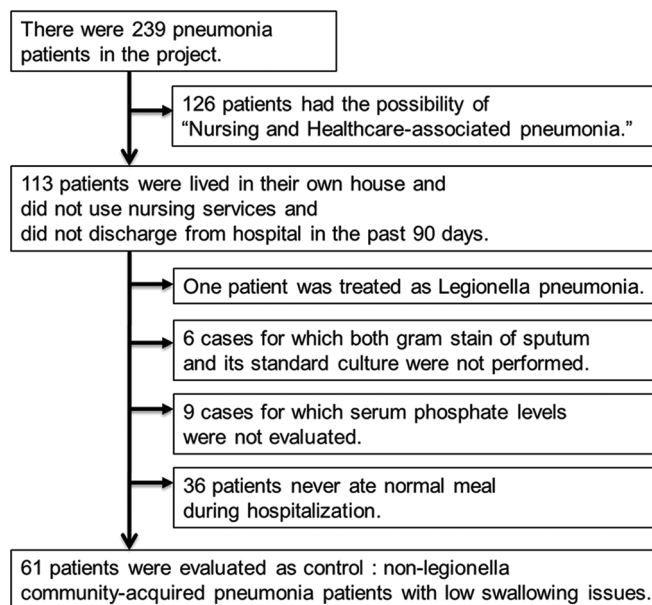 There were 239 pneumonia
patients in the project.
126 patients had the possibility of
“Nursing and Healthcare-associated pneumonia.”
113 patients were lived in their own house and
did not use nursing services and
did not discharge from hospital in the past 90 days.
One patient was treated as Legionella pneumonia.
6 cases for which both gram stain of sputum
and its standard culture were not performed.
9 cases for which serum phosphate levels
were not evaluated.
36 patients never ate normal meal
during hospitalization.
61 patients were evaluated as control : non-legionella
community-acquired pneumonia patients with low swallowing issues.